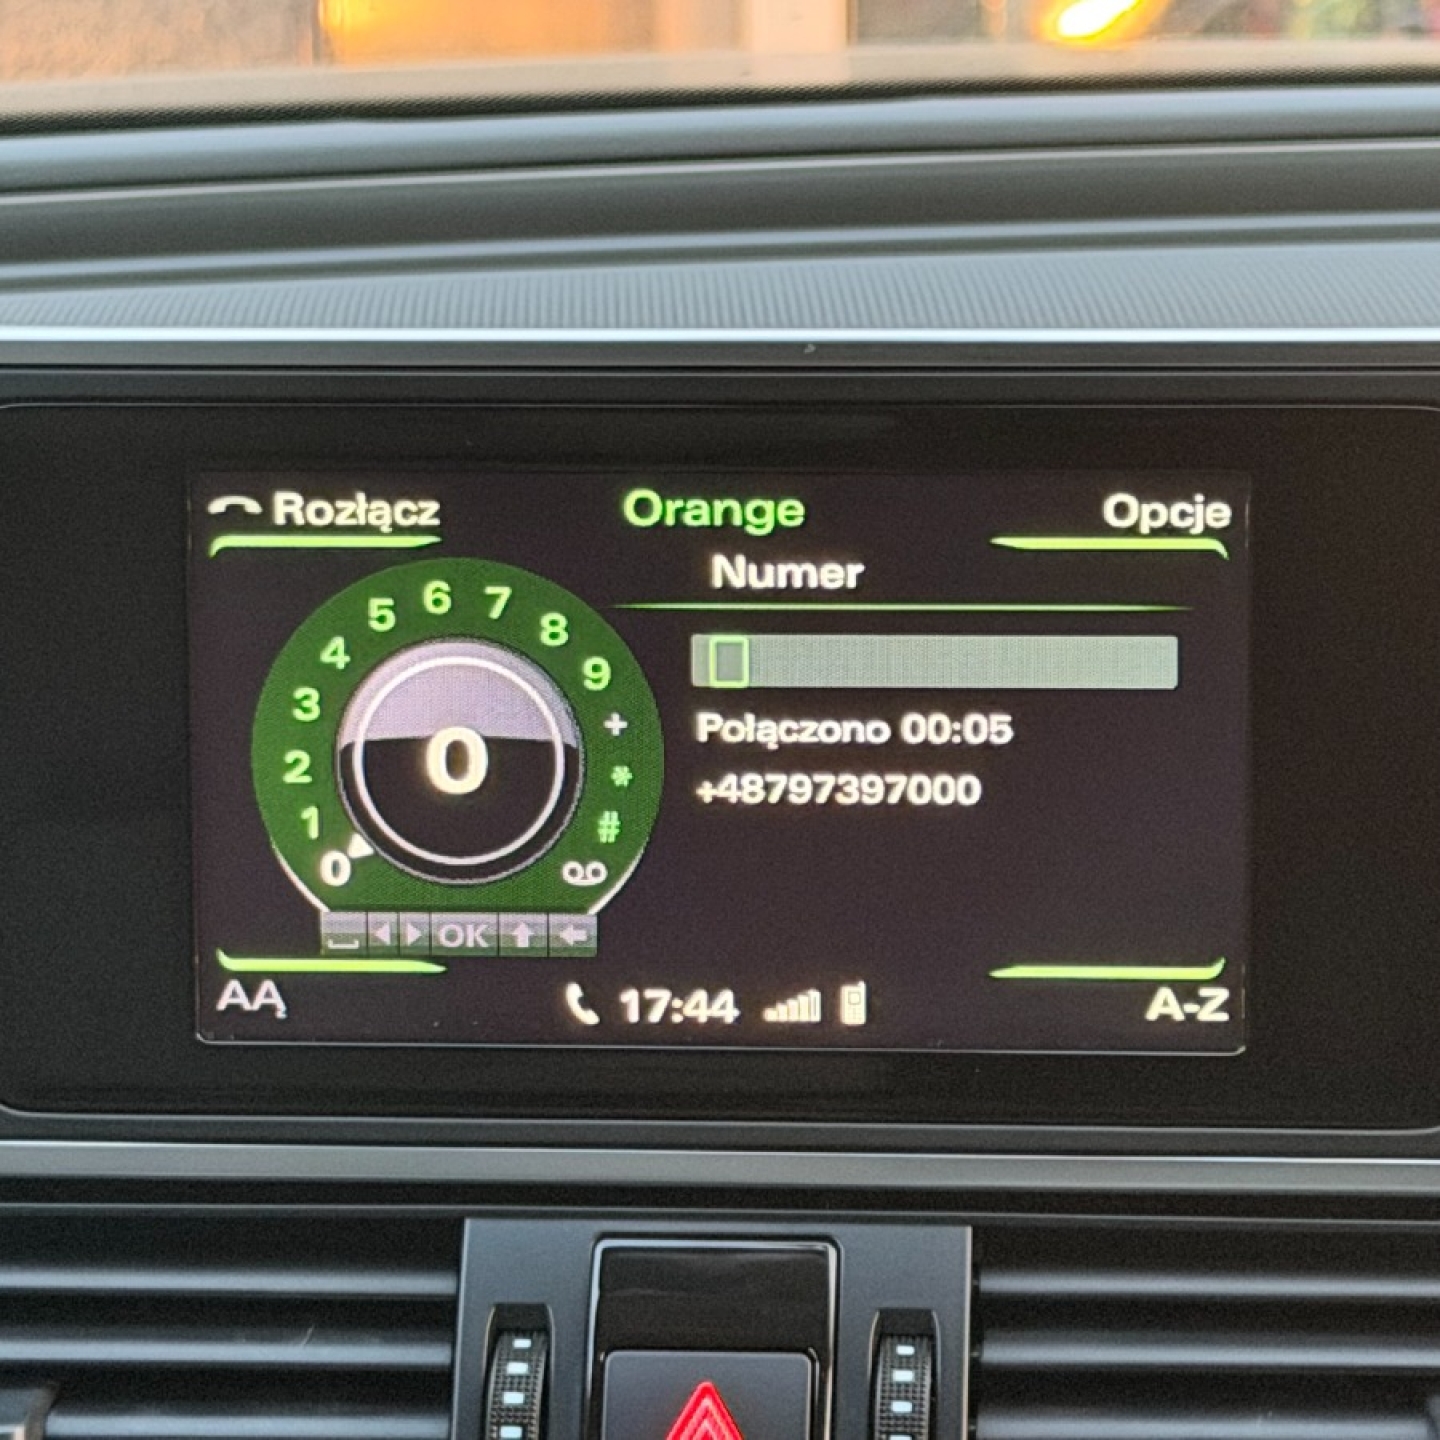 Rozłącz
Orange
Opcje
Numer
0 1 2 3 4 5 6 7 8 9 + * #
0
Połączono 00:05
+48797397000
OK
AĄ
17:44
A-Z